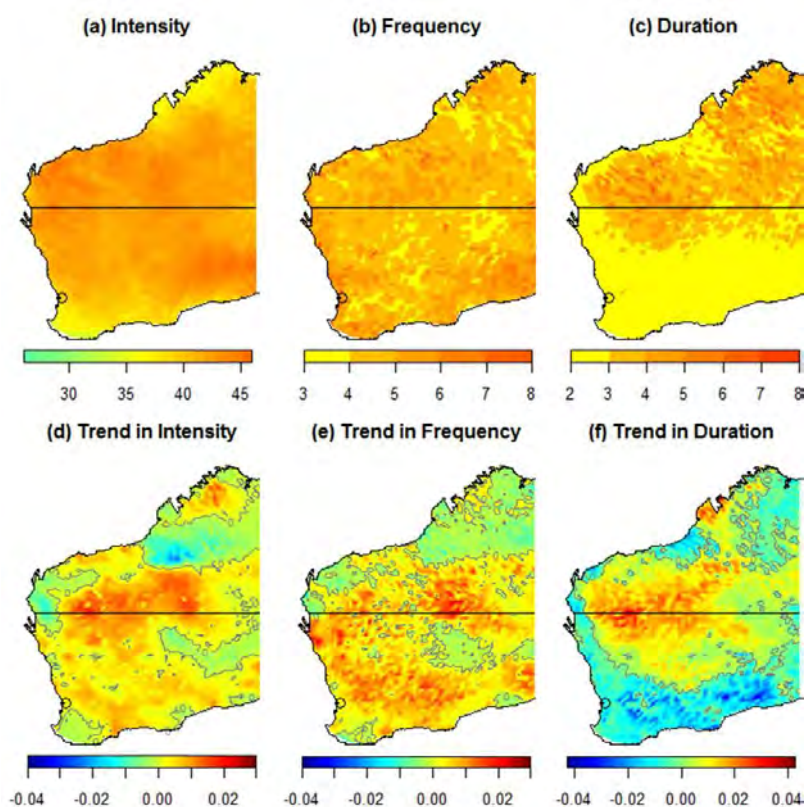 (a) Intensity (b) Frequency (c) Duration
30 35 40 45 3 4 5 6 7 8 2 3 4 5 6 7 8
(d) Trend in Intensity (e) Trend in Frequency (f) Trend in Duration
-0.04 -0.02 0.00 0.02 -0.04 -0.02 0.00 0.02 -0.04 -0.02 0.00 0.02 0.04